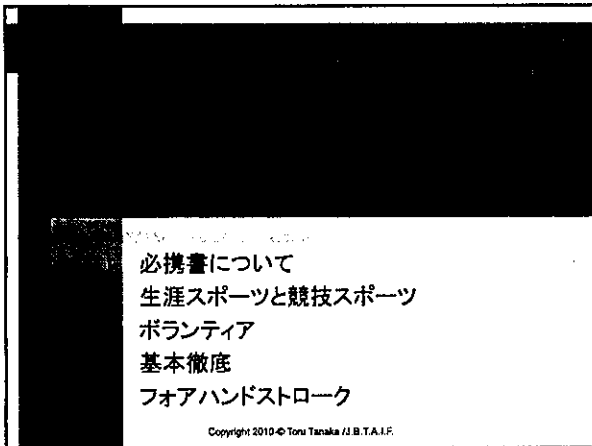 必携書について
生涯スポーツと競技スポーツ
ボランティア
基本徹底
フォアハンドストローク
Copyright 2010-© Toru Tanaka /J.B.T.A.I.F.